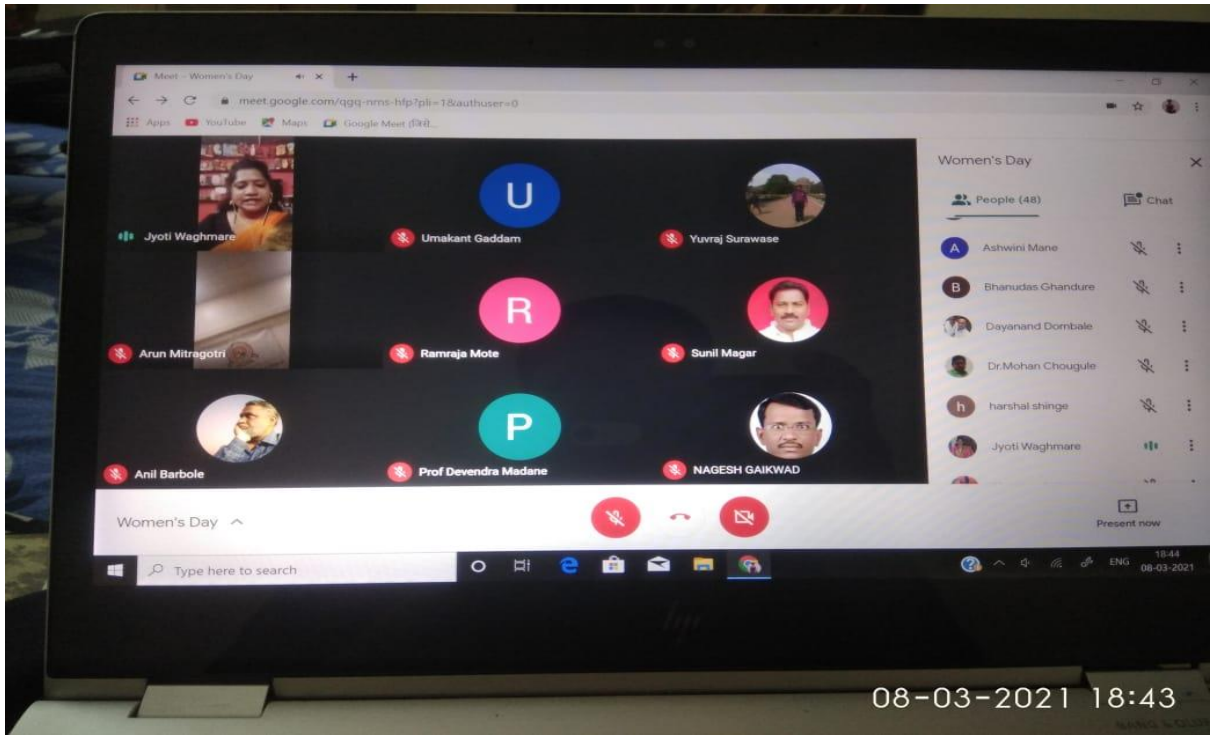 Meet - Women's Day
meet.google.com/qgq-nrns-hfp?pli=1&authuser=0
Apps YouTube Maps Google Meet
Jyoti Waghmare
Umakant Gaddam
Yuvraj Surawase
Arun Mitragotri
Ramraja Mote
Sunil Magar
Anil Barbole
Prof Devendra Madane
NAGESH GAIKWAD
U
R
P
Women's Day
People (48) Chat
A Ashwini Mane
B Bhanudas Ghandure
Dayanand Dombale
Dr.Mohan Chougule
h harshal shinge
Jyoti Waghmare
Women's Day
Present now
Type here to search
ENG
18:44
08-03-2021
hp
08-03-2021 18:43